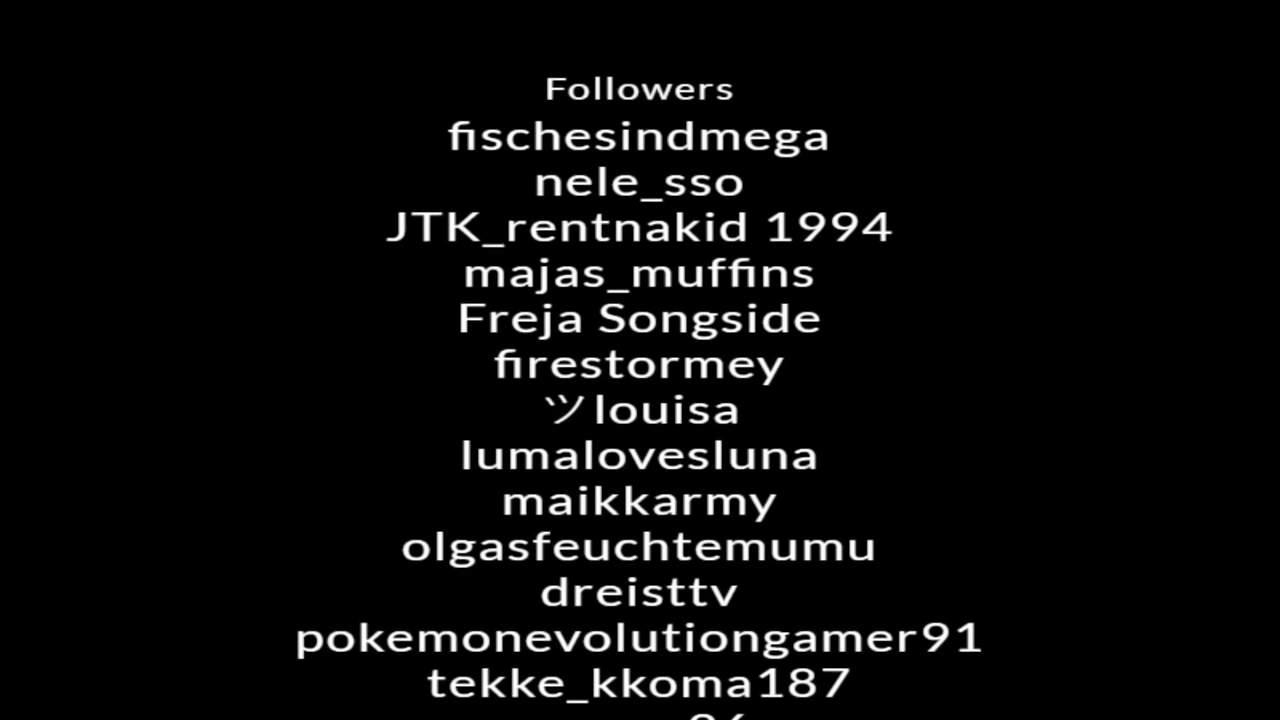 Followers
fischesindmega
nele_sso
JTK_rentnakid 1994
majas_muffins
Freja Songside
firestormey
ツlouisa
lumalovesluna
maikkarmy
olgasfeuchtemumu
dreisttv
pokemonevolutiongamer91
tekke_kkoma187